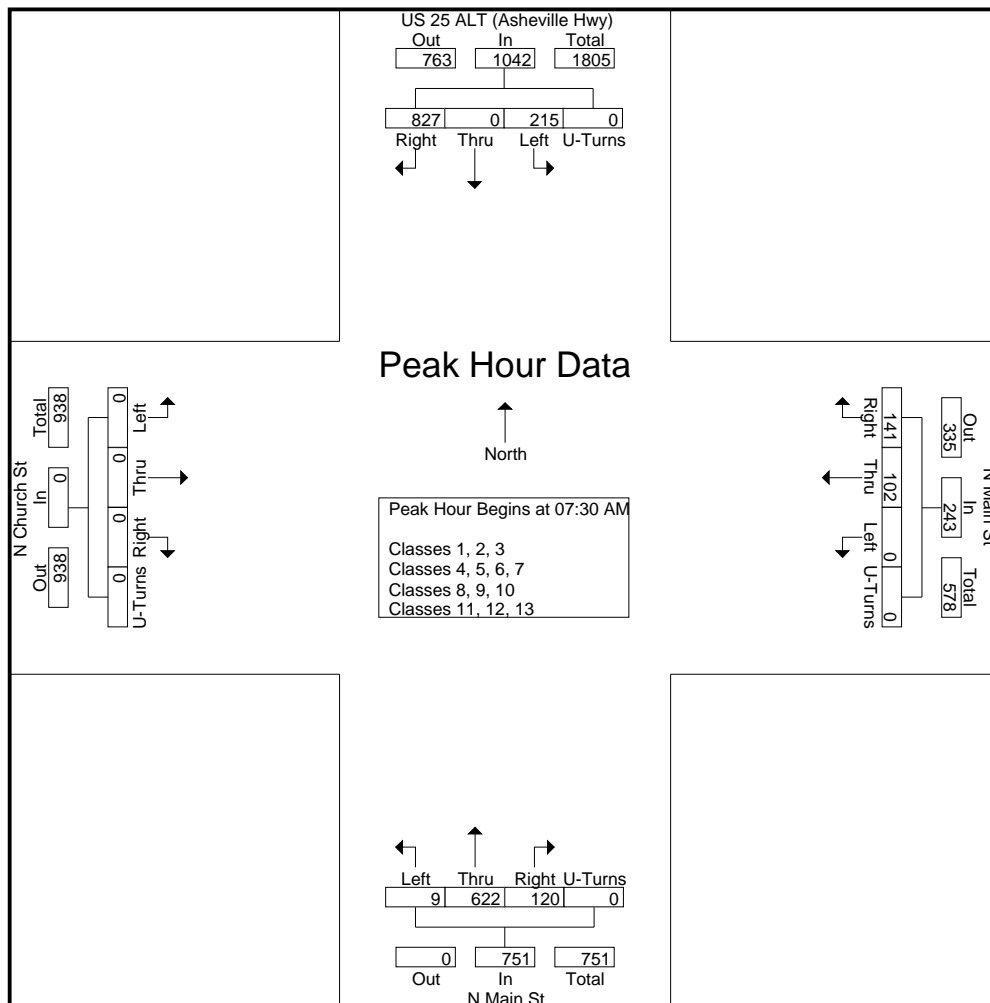 US 25 ALT (Asheville Hwy)
Out In Total
763 1042 1805
827 0 215 0
Right Thru Left U-Turns
Peak Hour Data
North
Peak Hour Begins at 07:30 AM
Classes 1, 2, 3
Classes 4, 5, 6, 7
Classes 8, 9, 10
Classes 11, 12, 13
N Church St
Out In Total
938 0 938
0 0 0 0
U-Turns Right Thru Left
N Main St
Out In Total
335 243 578
141 102 0 0
Right Thru Left U-Turns
Left Thru Right U-Turns
9 622 120 0
0 751 751
Out In Total
N Main St